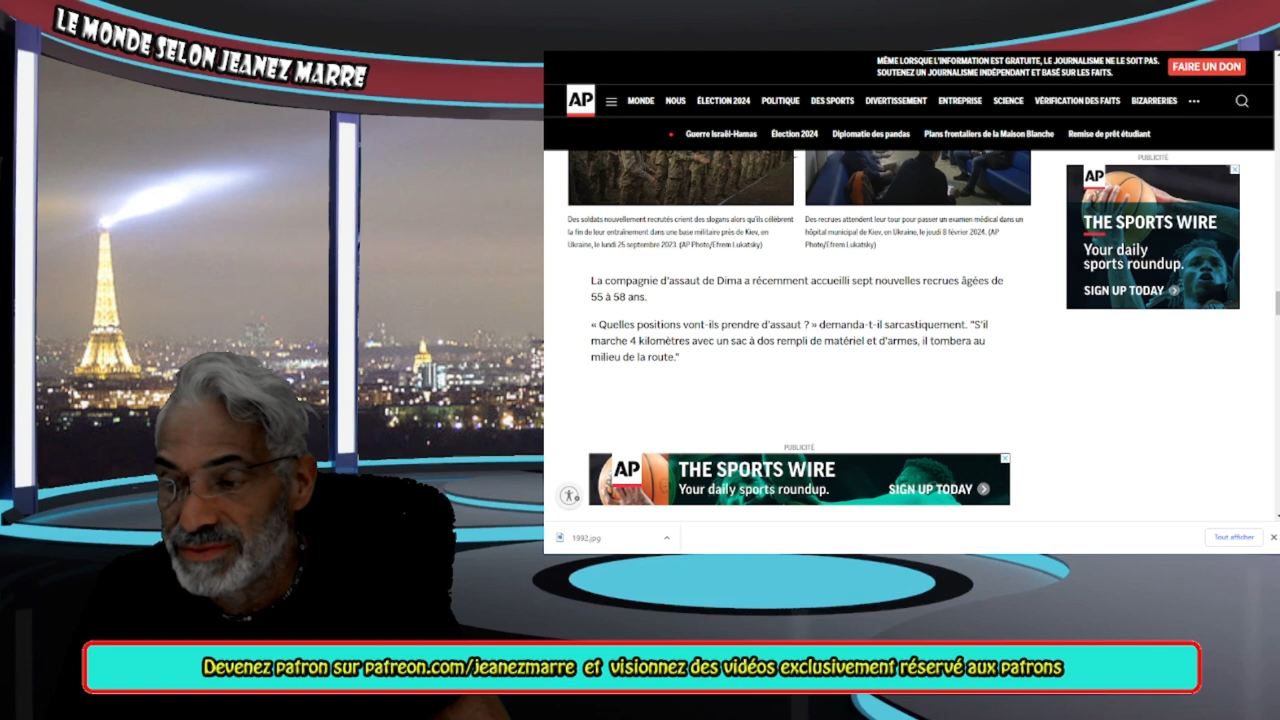 LE MONDE SELON JEANEZ MARRE
MÊME LORSQUE L'INFORMATION EST GRATUITE, LE JOURNALISME NE LE SOIT PAS.
SOUTENEZ UN JOURNALISME INDÉPENDANT ET BASÉ SUR LES FAITS.
FAIRE UN DON
AP
MONDE NOUS ÉLECTION 2024 POLITIQUE DES SPORTS DIVERTISSEMENT ENTREPRISE SCIENCE VÉRIFICATION DES FAITS BIZARRERIES
Guerre Israël-Hamas Élection 2024 Diplomatie des pandas Plans frontaliers de la Maison Blanche Remise de prêt étudiant
Des soldats nouvellement recrutés crient des slogans alors qu'ils célèbrent
la fin de leur entraînement dans une base militaire près de Kiev, en
Ukraine, le lundi 25 septembre 2023. (AP Photo/Efrem Lukatsky)
Des recrues attendent leur tour pour passer un examen médical dans un
hôpital municipal de Kiev, en Ukraine, le jeudi 8 février 2024. (AP
Photo/Efrem Lukatsky)
PUBLICITÉ
AP
THE SPORTS WIRE
Your daily
sports roundup.
SIGN UP TODAY
La compagnie d'assaut de Dima a récemment accueilli sept nouvelles recrues âgées de
55 à 58 ans.
« Quelles positions vont-ils prendre d'assaut ? » demanda-t-il sarcastiquement. "S'il
marche 4 kilomètres avec un sac à dos rempli de matériel et d'armes, il tombera au
milieu de la route."
PUBLICITÉ
AP
THE SPORTS WIRE
Your daily sports roundup.
SIGN UP TODAY
1992.jpg
Tout afficher
Devenez patron sur patreon.com/jeanezmarre et visionnez des vidéos exclusivement réservé aux patrons